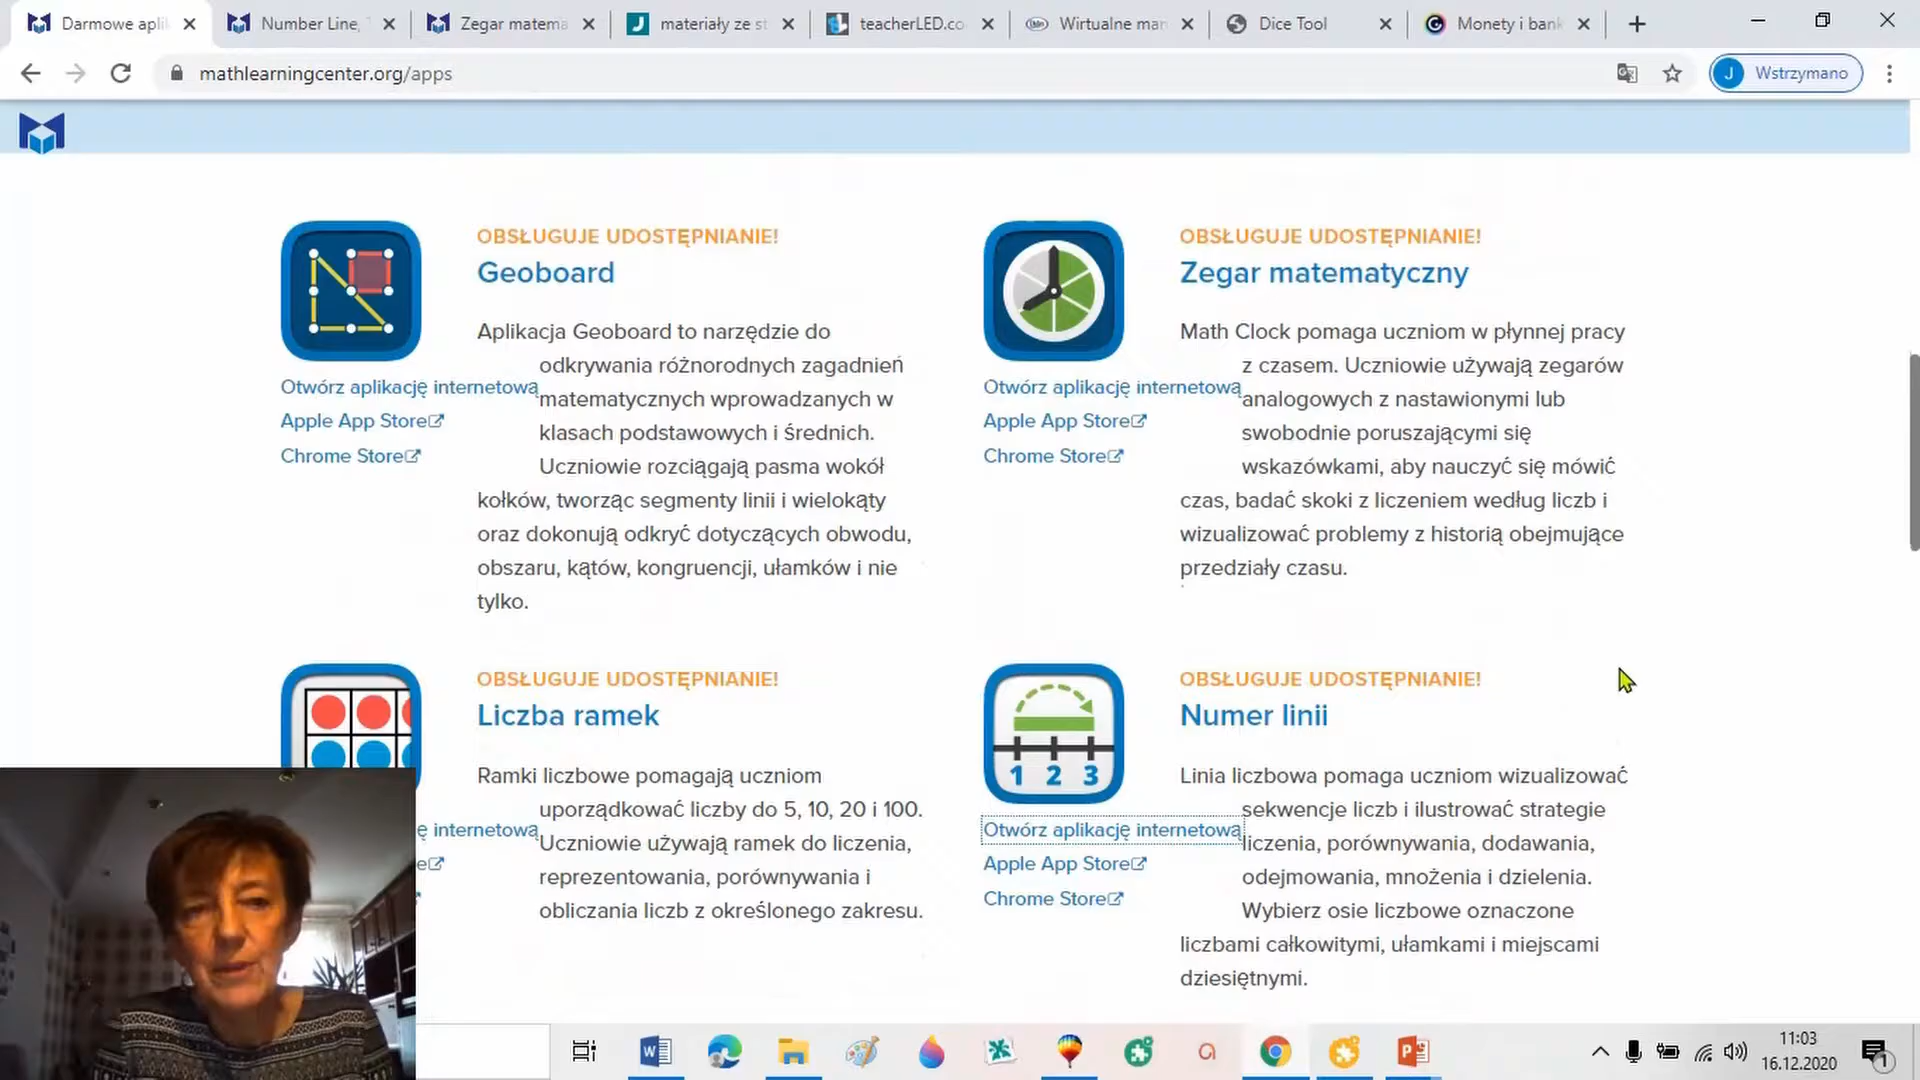 Darmowe aplik
Number Line,
Zegar matema
materiały ze st
teacherLED.co
Wirtualne man
Dice Tool
Monety i bank
mathlearningcenter.org/apps
J Wstrzymano
OBSŁUGUJE UDOSTĘPNIANIE!
Geoboard
Aplikacja Geoboard to narzędzie do
odkrywania różnorodnych zagadnień
matematycznych wprowadzanych w
klasach podstawowych i średnich.
Uczniowie rozciągają pasma wokół
kołków, tworząc segmenty linii i wielokąty
oraz dokonują odkryć dotyczących obwodu,
obszaru, kątów, kongruencji, ułamków i nie
tylko.
Otwórz aplikację internetową
Apple App Store
Chrome Store
OBSŁUGUJE UDOSTĘPNIANIE!
Zegar matematyczny
Math Clock pomaga uczniom w płynnej pracy
z czasem. Uczniowie używają zegarów
analogowych z nastawionymi lub
swobodnie poruszającymi się
wskazówkami, aby nauczyć się mówić
czas, badać skoki z liczeniem według liczb i
wizualizować problemy z historią obejmujące
przedziały czasu.
Otwórz aplikację internetową
Apple App Store
Chrome Store
OBSŁUGUJE UDOSTĘPNIANIE!
Liczba ramek
Ramki liczbowe pomagają uczniom
uporządkować liczby do 5, 10, 20 i 100.
Uczniowie używają ramek do liczenia,
reprezentowania, porównywania i
obliczania liczb z określonego zakresu.
ę internetową
e
OBSŁUGUJE UDOSTĘPNIANIE!
Numer linii
Linia liczbowa pomaga uczniom wizualizować
sekwencje liczb i ilustrować strategie
liczenia, porównywania, dodawania,
odejmowania, mnożenia i dzielenia.
Wybierz osie liczbowe oznaczone
liczbami całkowitymi, ułamkami i miejscami
dziesiętnymi.
1 2 3
Otwórz aplikację internetową
Apple App Store
Chrome Store
11:03
16.12.2020
1